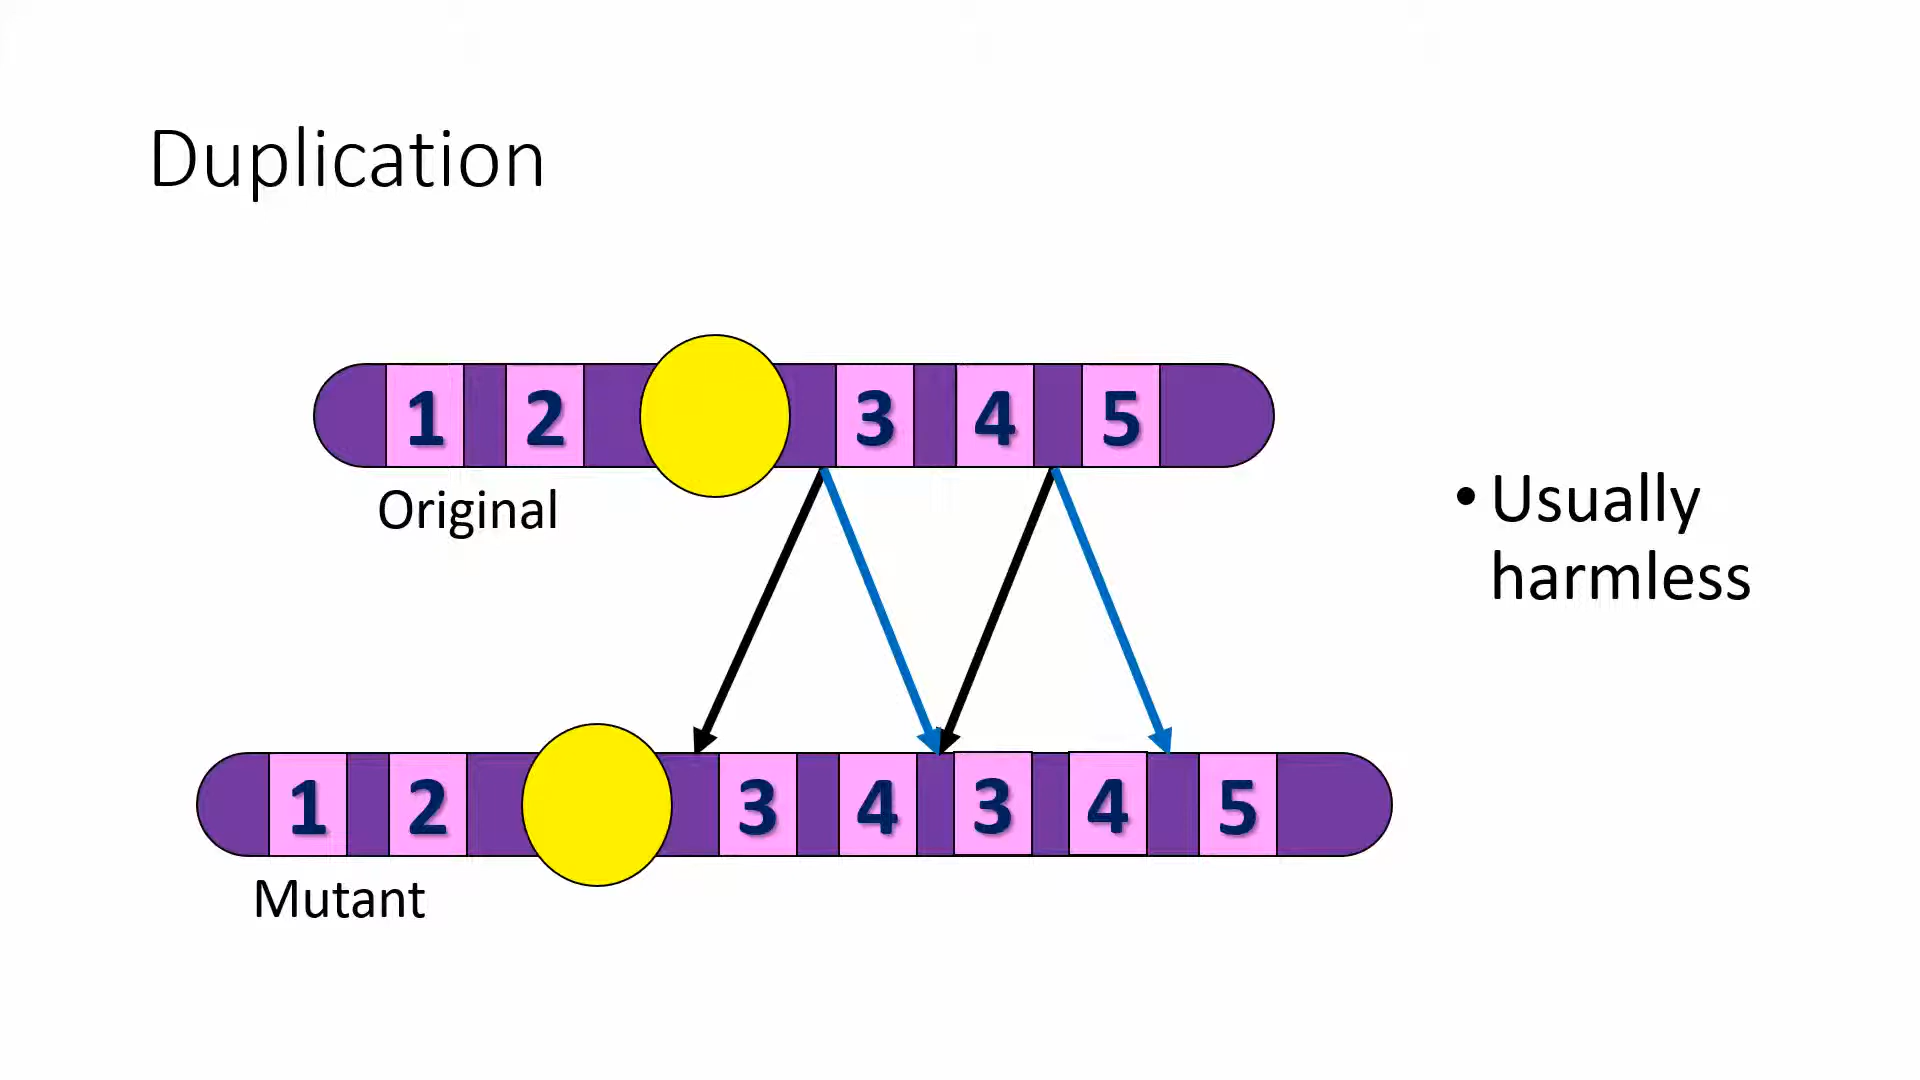 Duplication
1 2 3 4 5
Original
• Usually
harmless
1 2 3 4 3 4 5
Mutant